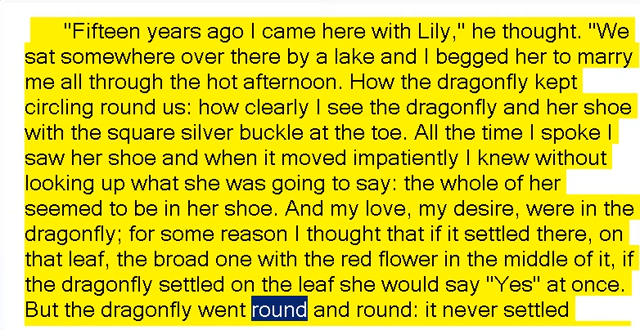 "Fifteen years ago I came here with Lily," he thought. "We
sat somewhere over there by a lake and I begged her to marry
me all through the hot afternoon. How the dragonfly kept
circling round us: how clearly I see the dragonfly and her shoe
with the square silver buckle at the toe. All the time I spoke I
saw her shoe and when it moved impatiently I knew without
looking up what she was going to say: the whole of her
seemed to be in her shoe. And my love, my desire, were in the
dragonfly; for some reason I thought that if it settled there, on
that leaf, the broad one with the red flower in the middle of it, if
the dragonfly settled on the leaf she would say "Yes" at once.
But the dragonfly went round and round: it never settled